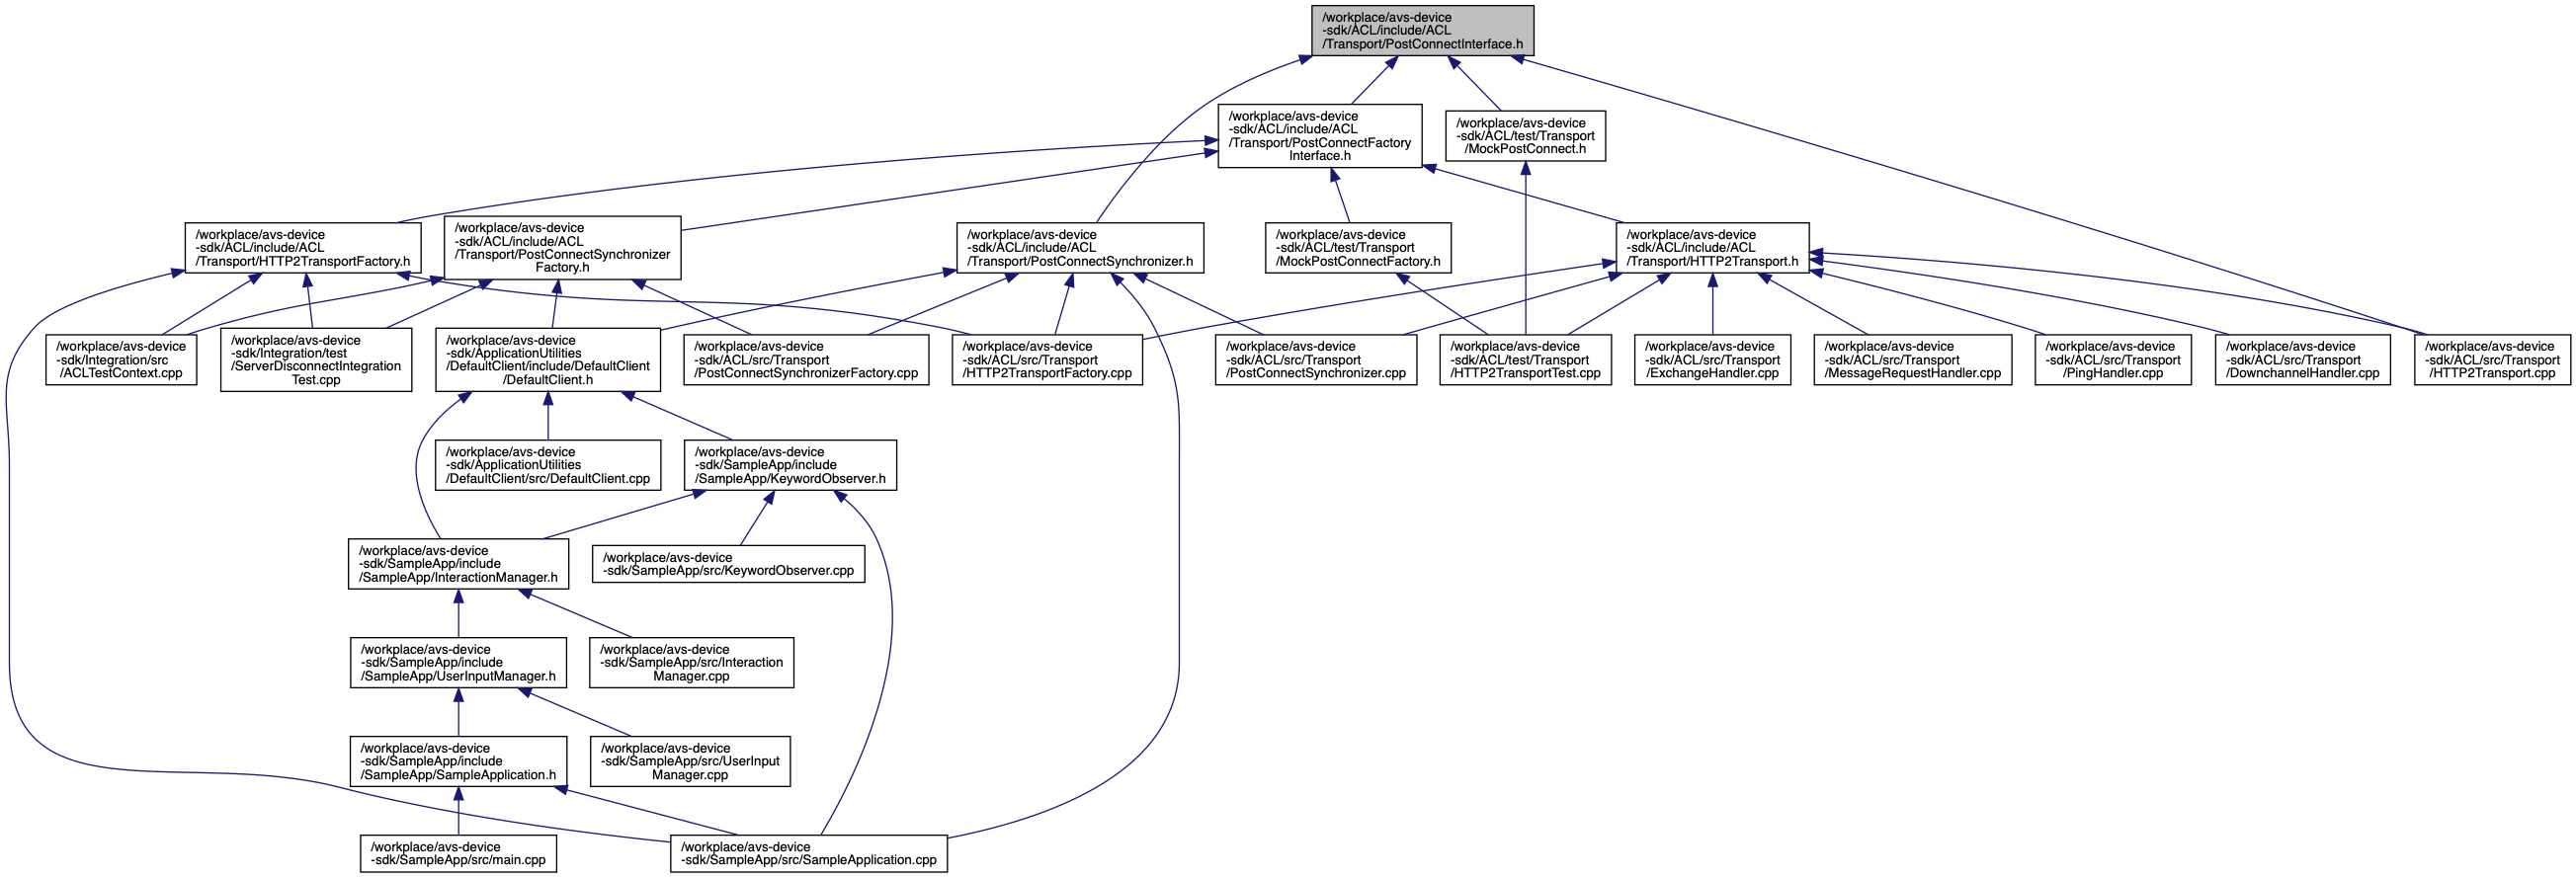 /workplace/avs-device
-sdk/ACL/include/ACL
/Transport/PostConnectInterface.h
/workplace/avs-device
-sdk/ACL/include/ACL
/Transport/PostConnectFactory
Interface.h
/workplace/avs-device
-sdk/ACL/test/Transport
/MockPostConnect.h
/workplace/avs-device
-sdk/ACL/include/ACL
/Transport/HTTP2TransportFactory.h
/workplace/avs-device
-sdk/ACL/include/ACL
/Transport/PostConnectSynchronizer
Factory.h
/workplace/avs-device
-sdk/ACL/include/ACL
/Transport/PostConnectSynchronizer.h
/workplace/avs-device
-sdk/ACL/test/Transport
/MockPostConnectFactory.h
/workplace/avs-device
-sdk/ACL/include/ACL
/Transport/HTTP2Transport.h
/workplace/avs-device
-sdk/Integration/src
/ACLTestContext.cpp
/workplace/avs-device
-sdk/Integration/test
/ServerDisconnectIntegration
Test.cpp
/workplace/avs-device
-sdk/ApplicationUtilities
/DefaultClient/include/DefaultClient
/DefaultClient.h
/workplace/avs-device
-sdk/ACL/src/Transport
/PostConnectSynchronizerFactory.cpp
/workplace/avs-device
-sdk/ACL/src/Transport
/HTTP2TransportFactory.cpp
/workplace/avs-device
-sdk/ACL/src/Transport
/PostConnectSynchronizer.cpp
/workplace/avs-device
-sdk/ACL/test/Transport
/HTTP2TransportTest.cpp
/workplace/avs-device
-sdk/ACL/src/Transport
/ExchangeHandler.cpp
/workplace/avs-device
-sdk/ACL/src/Transport
/MessageRequestHandler.cpp
/workplace/avs-device
-sdk/ACL/src/Transport
/PingHandler.cpp
/workplace/avs-device
-sdk/ACL/src/Transport
/DownchannelHandler.cpp
/workplace/avs-device
-sdk/ACL/src/Transport
/HTTP2Transport.cpp
/workplace/avs-device
-sdk/ApplicationUtilities
/DefaultClient/src/DefaultClient.cpp
/workplace/avs-device
-sdk/SampleApp/include
/SampleApp/KeywordObserver.h
/workplace/avs-device
-sdk/SampleApp/include
/SampleApp/InteractionManager.h
/workplace/avs-device
-sdk/SampleApp/src/KeywordObserver.cpp
/workplace/avs-device
-sdk/SampleApp/include
/SampleApp/UserInputManager.h
/workplace/avs-device
-sdk/SampleApp/src/Interaction
Manager.cpp
/workplace/avs-device
-sdk/SampleApp/include
/SampleApp/SampleApplication.h
/workplace/avs-device
-sdk/SampleApp/src/UserInput
Manager.cpp
/workplace/avs-device
-sdk/SampleApp/src/main.cpp
/workplace/avs-device
-sdk/SampleApp/src/SampleApplication.cpp